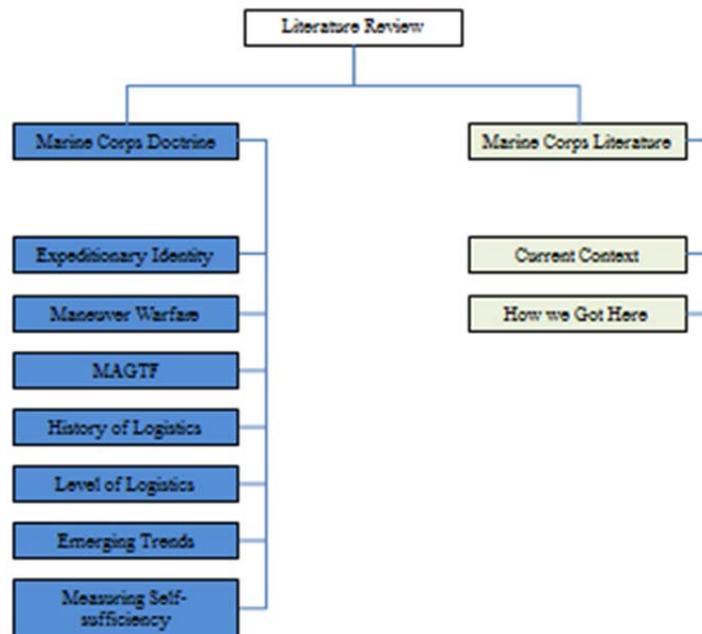 Literature Review
Marine Corps Doctrine
Expeditionary Identity
Maneuver Warfare
MAGTF
History of Logistics
Level of Logistics
Emerging Trends
Measuring Self-
sufficiency
Marine Corps Literature
Current Context
How we Got Here